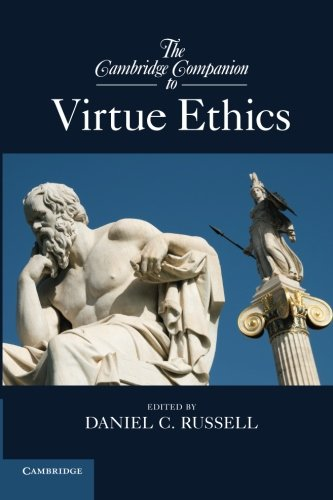 The
Cambridge Companion
to
Virtue Ethics
EDITED BY
DANIEL C. RUSSELL
CAMBRIDGE